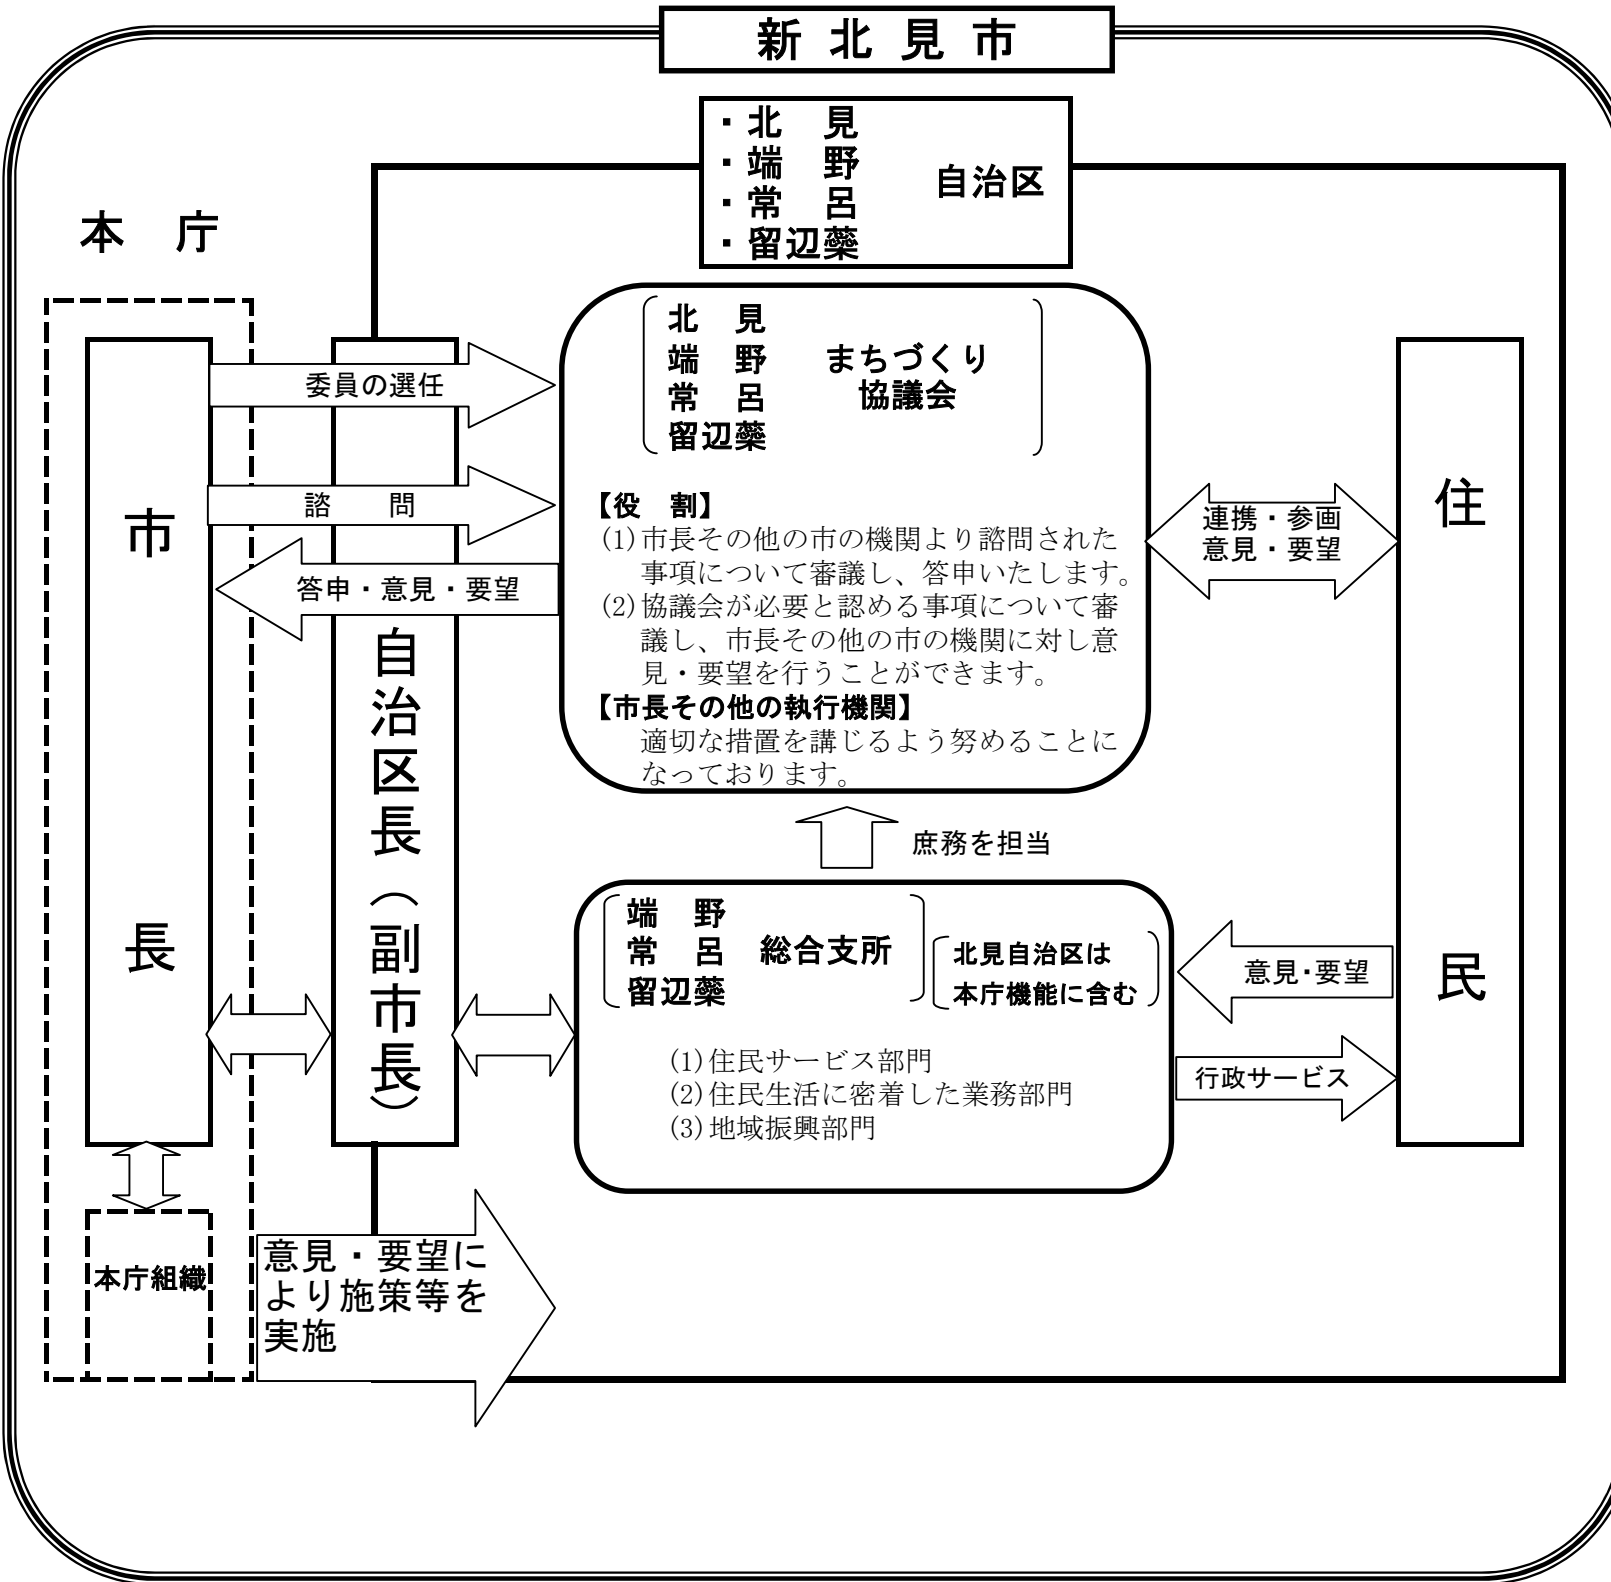 新 北 見 市
・北　見
・端　野
・常　呂
・留辺蘂
自治区
本　庁
北　見
端　野
常　呂
留辺蘂
まちづくり
協議会
委員の選任
諮　　問
答申・意見・要望
【役　割】
(1)市長その他の市の機関より諮問された
事項について審議し、答申いたします。
(2)協議会が必要と認める事項について審
議し、市長その他の市の機関に対し意
見・要望を行うことができます。
【市長その他の執行機関】
適切な措置を講じるよう努めることに
なっております。
連携・参画
意見・要望
市　長
自治区長（副市長）
住　民
庶務を担当
端　野
常　呂
留辺蘂
総合支所
北見自治区は
本庁機能に含む
(1)住民サービス部門
(2)住民生活に密着した業務部門
(3)地域振興部門
意見・要望
行政サービス
本庁組織
意見・要望に
より施策等を
実施